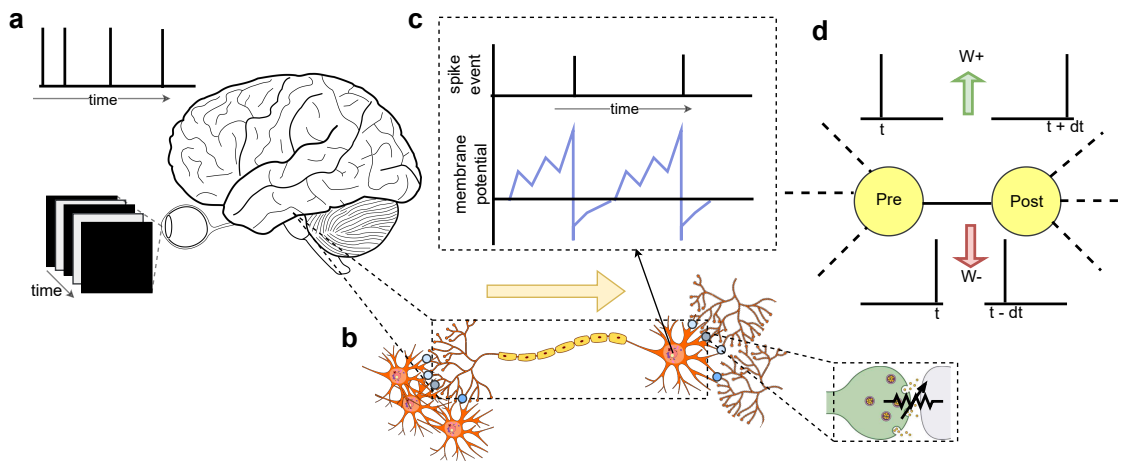 a
time
time
b
c
spike
event
time
membrane
potential
d
W+
t
t + dt
Pre
Post
W-
t
t - dt